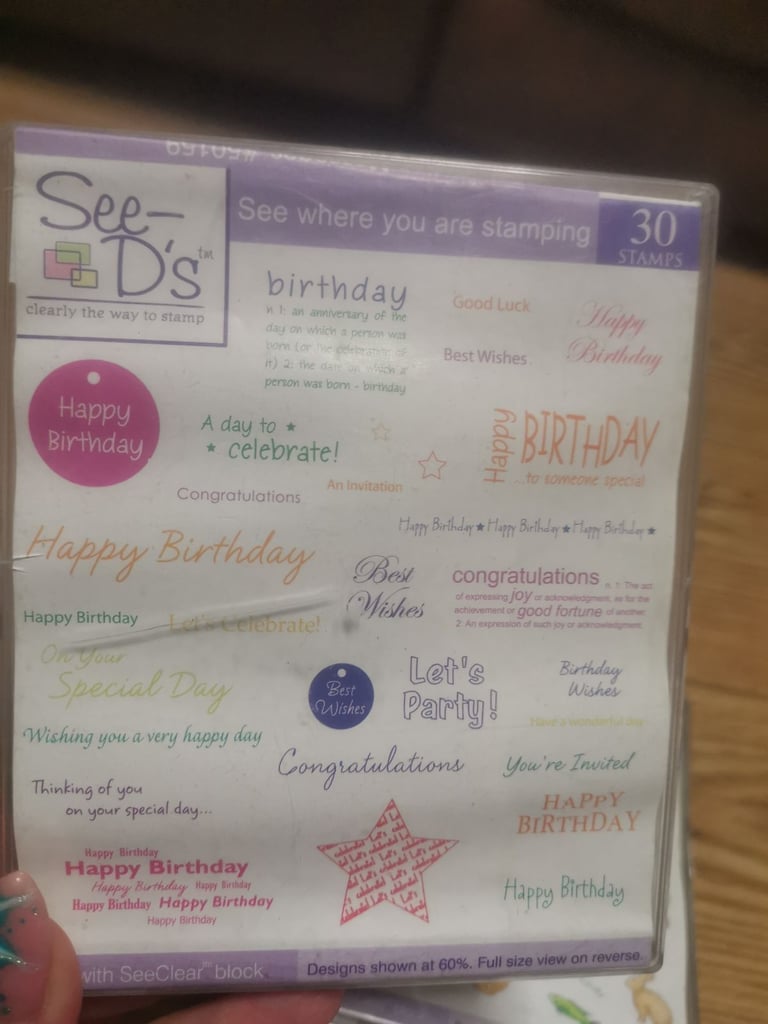 See-
D's™
clearly the way to stamp
See where you are stamping
30
STAMPS
birthday
n 1: an anniversary of the
day on which a person was
born (or the celebration of
it) 2: the date on which a
person was born - birthday
Good Luck
Best Wishes
Happy
Birthday
Happy
Birthday
A day to
celebrate!
Happy
BIRTHDAY
...to someone special
Congratulations
An Invitation
Happy Birthday ★ Happy Birthday ★ Happy Birthday ★
Happy Birthday
Best
Wishes
congratulations n. 1: The act
of expressing joy or acknowledgment, as for the
achievement or good fortune of another.
2: An expression of such joy or acknowledgment.
Happy Birthday
Let's Celebrate!
On Your
Special Day
Best
Wishes
Let's
Party!
Birthday
Wishes
Have a wonderful day
Wishing you a very happy day
Congratulations
You're Invited
Thinking of you
on your special day...
HAPPY
BIRTHDAY
Happy Birthday
Happy Birthday
Happy Birthday Happy Birthday
Happy Birthday Happy Birthday
Happy Birthday
Happy Birthday
with SeeClear™ block
Designs shown at 60%. Full size view on reverse.